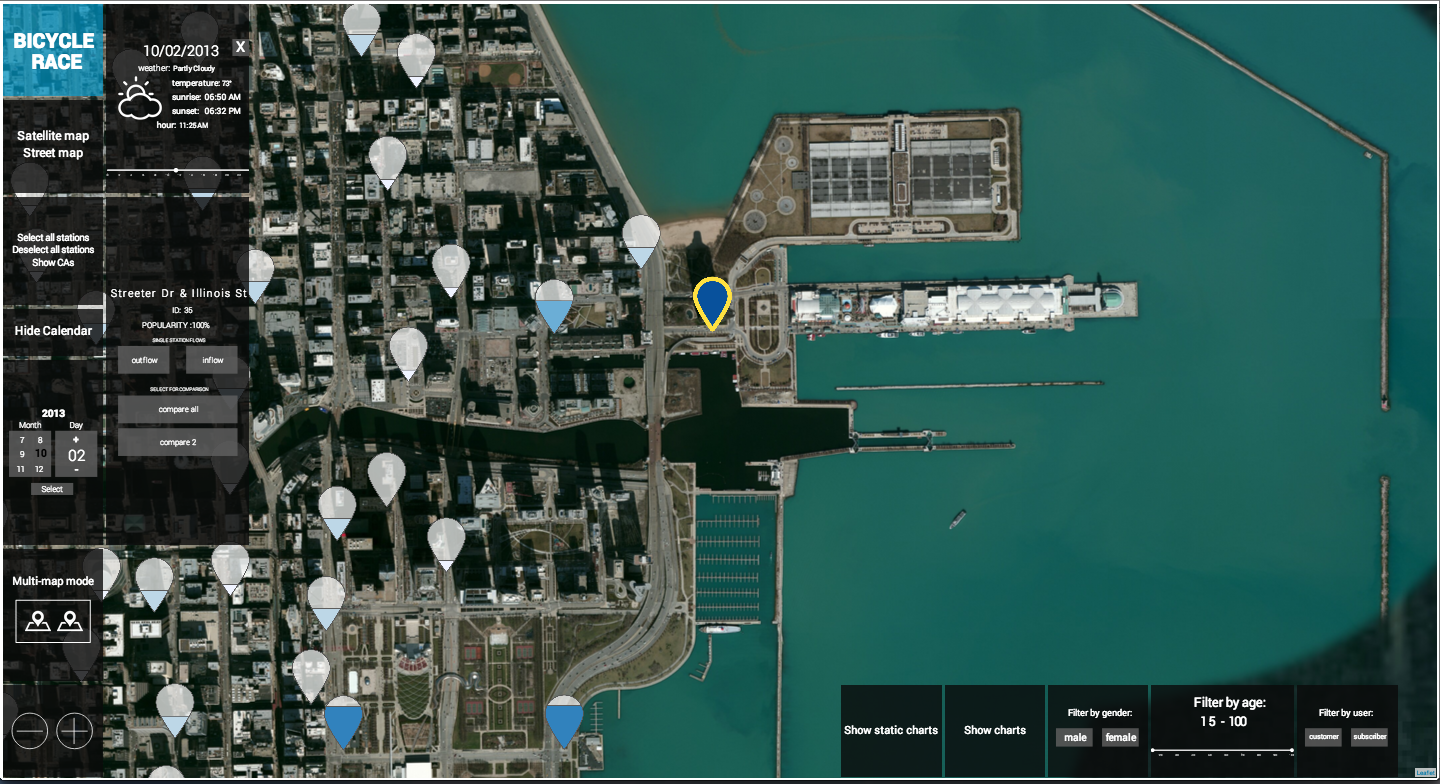 BICYCLE
RACE
10/02/2013
X
weather: Partly Cloudy
temperature: 73°
sunrise: 06:50 AM
sunset: 06:32 PM
hour: 11:25AM
Satellite map
Street map
Select all stations
Deselect all stations
Show CAs
Hide Calendar
Streeter Dr & Illinois St
ID: 35
POPULARITY :100%
SINGLE STATION FLOWS
outflow inflow
SELECT FOR COMPARISON
compare all
compare 2
2013
Month Day
7 8 +
9 10 02
11 12 -
Select
Multi-map mode
Show static charts
Show charts
Filter by gender:
male female
Filter by age:
15 - 100
Filter by user:
customer subscriber
Leaflet